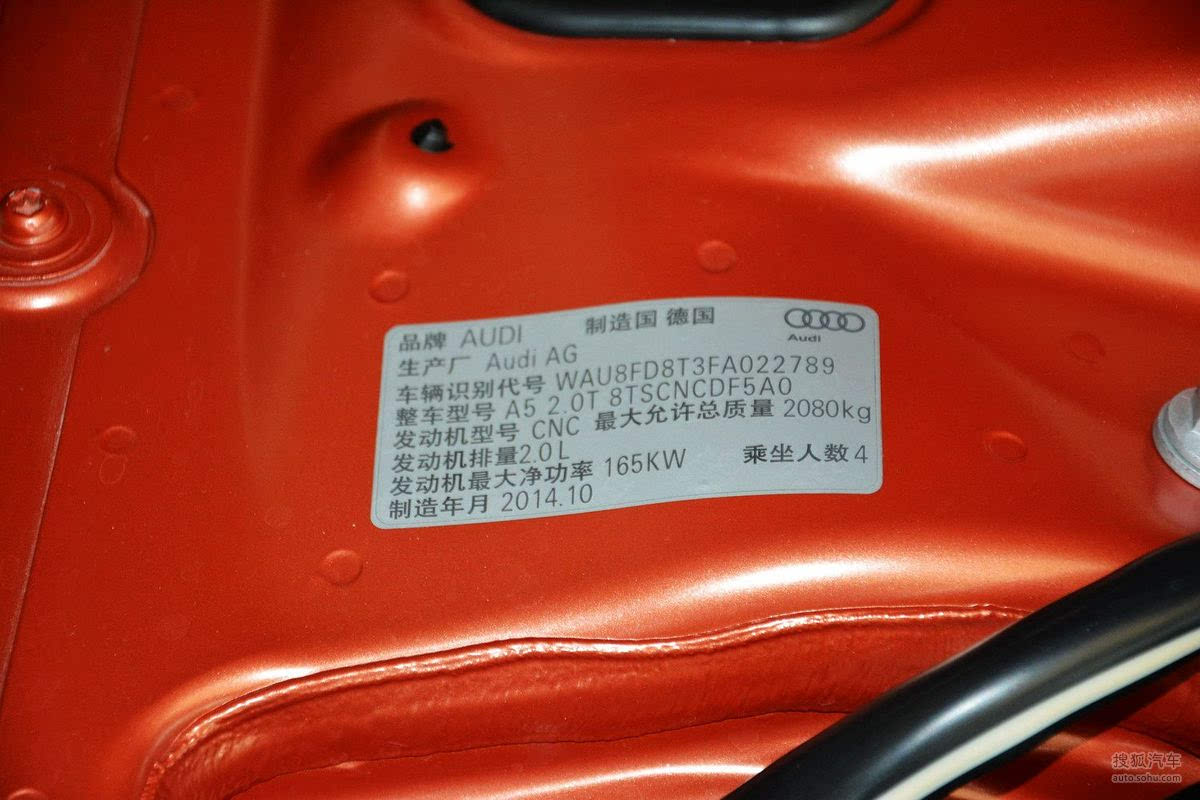 品牌 AUDI 制造国 德国
Audi
生产厂 Audi AG
车辆识别代号 WAU8FD8T3FA022789
整车型号 A5 2.0T 8TSCNCDF5A0
发动机型号 CNC 最大允许总质量 2080kg
发动机排量2.0L
发动机最大净功率 165KW 乘坐人数4
制造年月 2014.10
搜狐汽车
auto.sohu.com